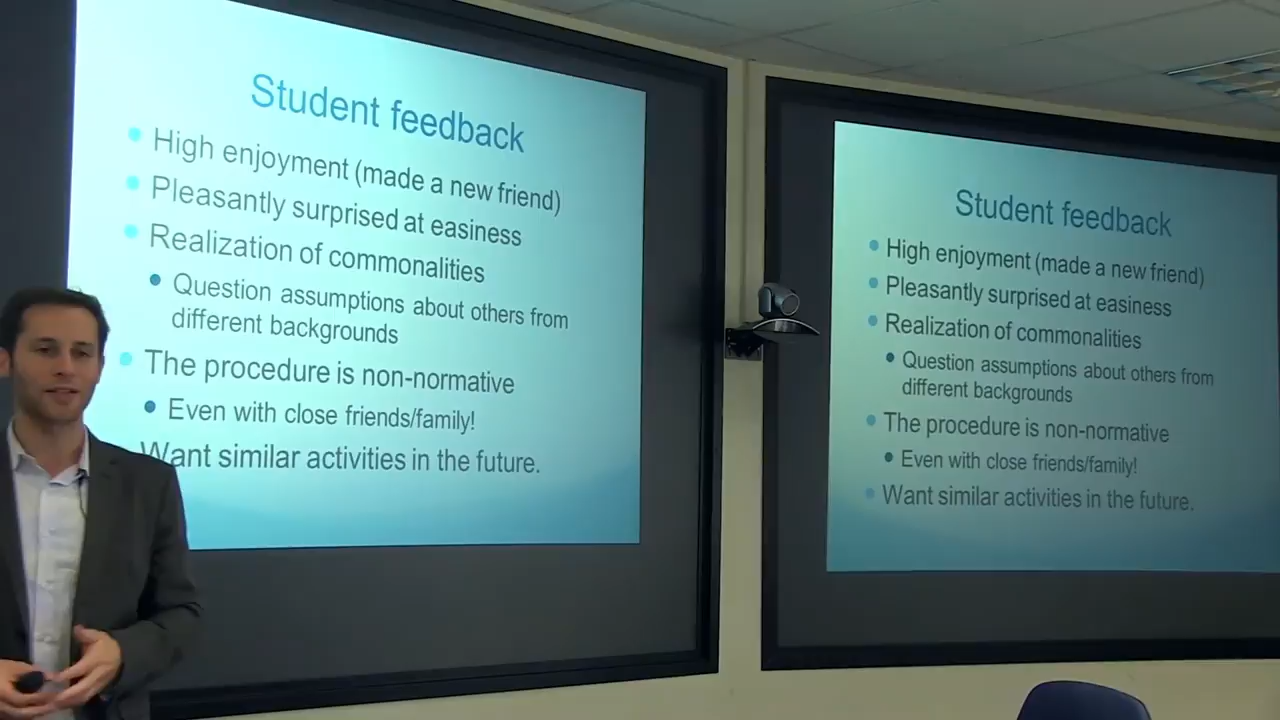 Student feedback
High enjoyment (made a new friend)
Pleasantly surprised at easiness
Realization of commonalities
Question assumptions about others from
different backgrounds
The procedure is non-normative
Even with close friends/family!
Want similar activities in the future.
Student feedback
High enjoyment (made a new friend)
Pleasantly surprised at easiness
Realization of commonalities
Question assumptions about others from
different backgrounds
The procedure is non-normative
Even with close friends/family!
Want similar activities in the future.